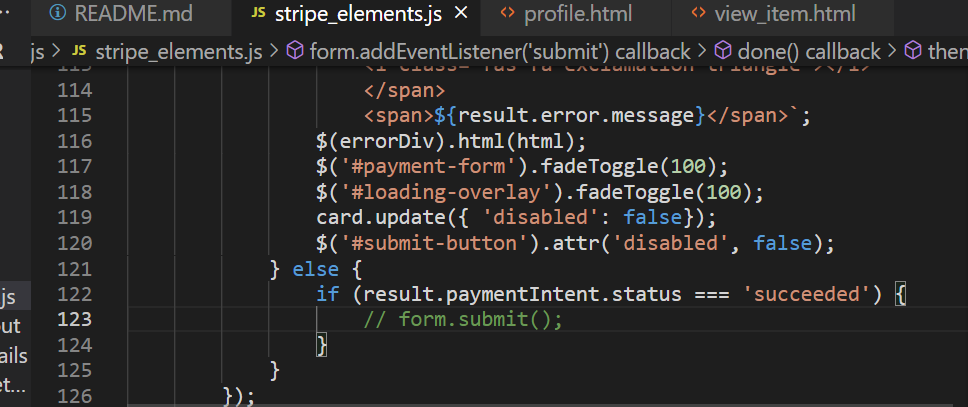 README.md
JS stripe_elements.js ×
<> profile.html
<> view_item.html
js > JS stripe_elements.js > form.addEventListener('submit') callback > done() callback > then
114 </span>
115 <span>${result.error.message}</span>`;
116 $(errorDiv).html(html);
117 $('#payment-form').fadeToggle(100);
118 $('#loading-overlay').fadeToggle(100);
119 card.update({ 'disabled': false});
120 $('#submit-button').attr('disabled', false);
121 } else {
122 if (result.paymentIntent.status === 'succeeded') {
123 // form.submit();
124 }
125 }
126 });
js
out
ails
et...